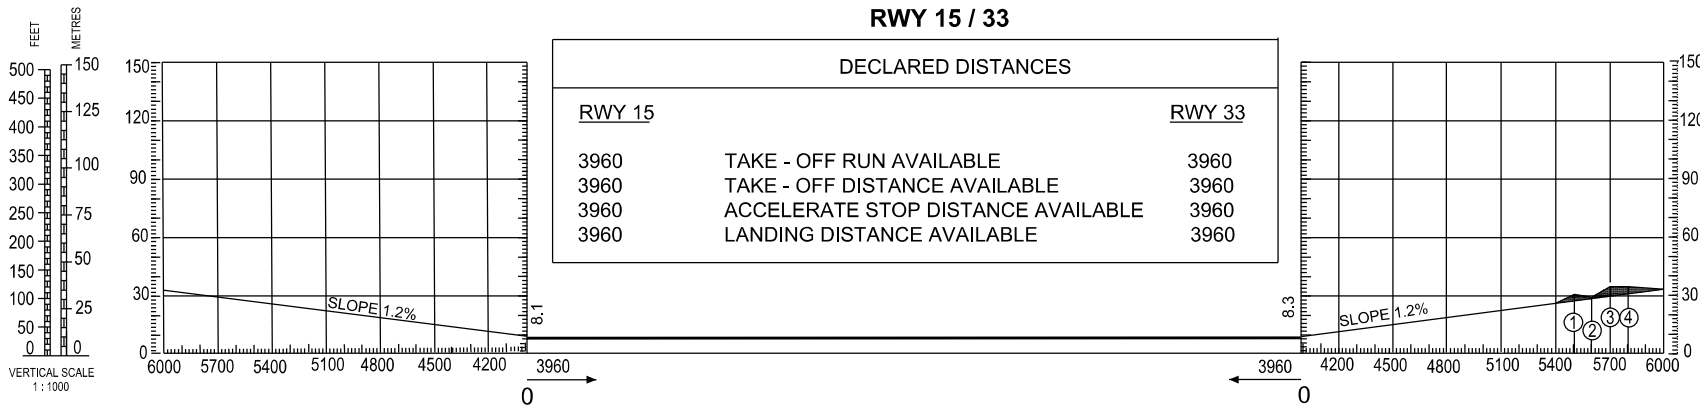 RWY 15 / 33
FEET
METRES
500
450
400
350
300
250
200
150
100
50
0
150
125
100
75
50
25
0
VERTICAL SCALE
1 : 1000
150
120
90
60
30
0
SLOPE 1.2%
6000 5700 5400 5100 4800 4500 4200
8.1
DECLARED DISTANCES
RWY 15 RWY 33
3960 TAKE - OFF RUN AVAILABLE 3960
3960 TAKE - OFF DISTANCE AVAILABLE 3960
3960 ACCELERATE STOP DISTANCE AVAILABLE 3960
3960 LANDING DISTANCE AVAILABLE 3960
3960
0
8.3
3960
0
SLOPE 1.2%
1
2
3
4
4200 4500 4800 5100 5400 5700 6000
150
120
90
60
30
0